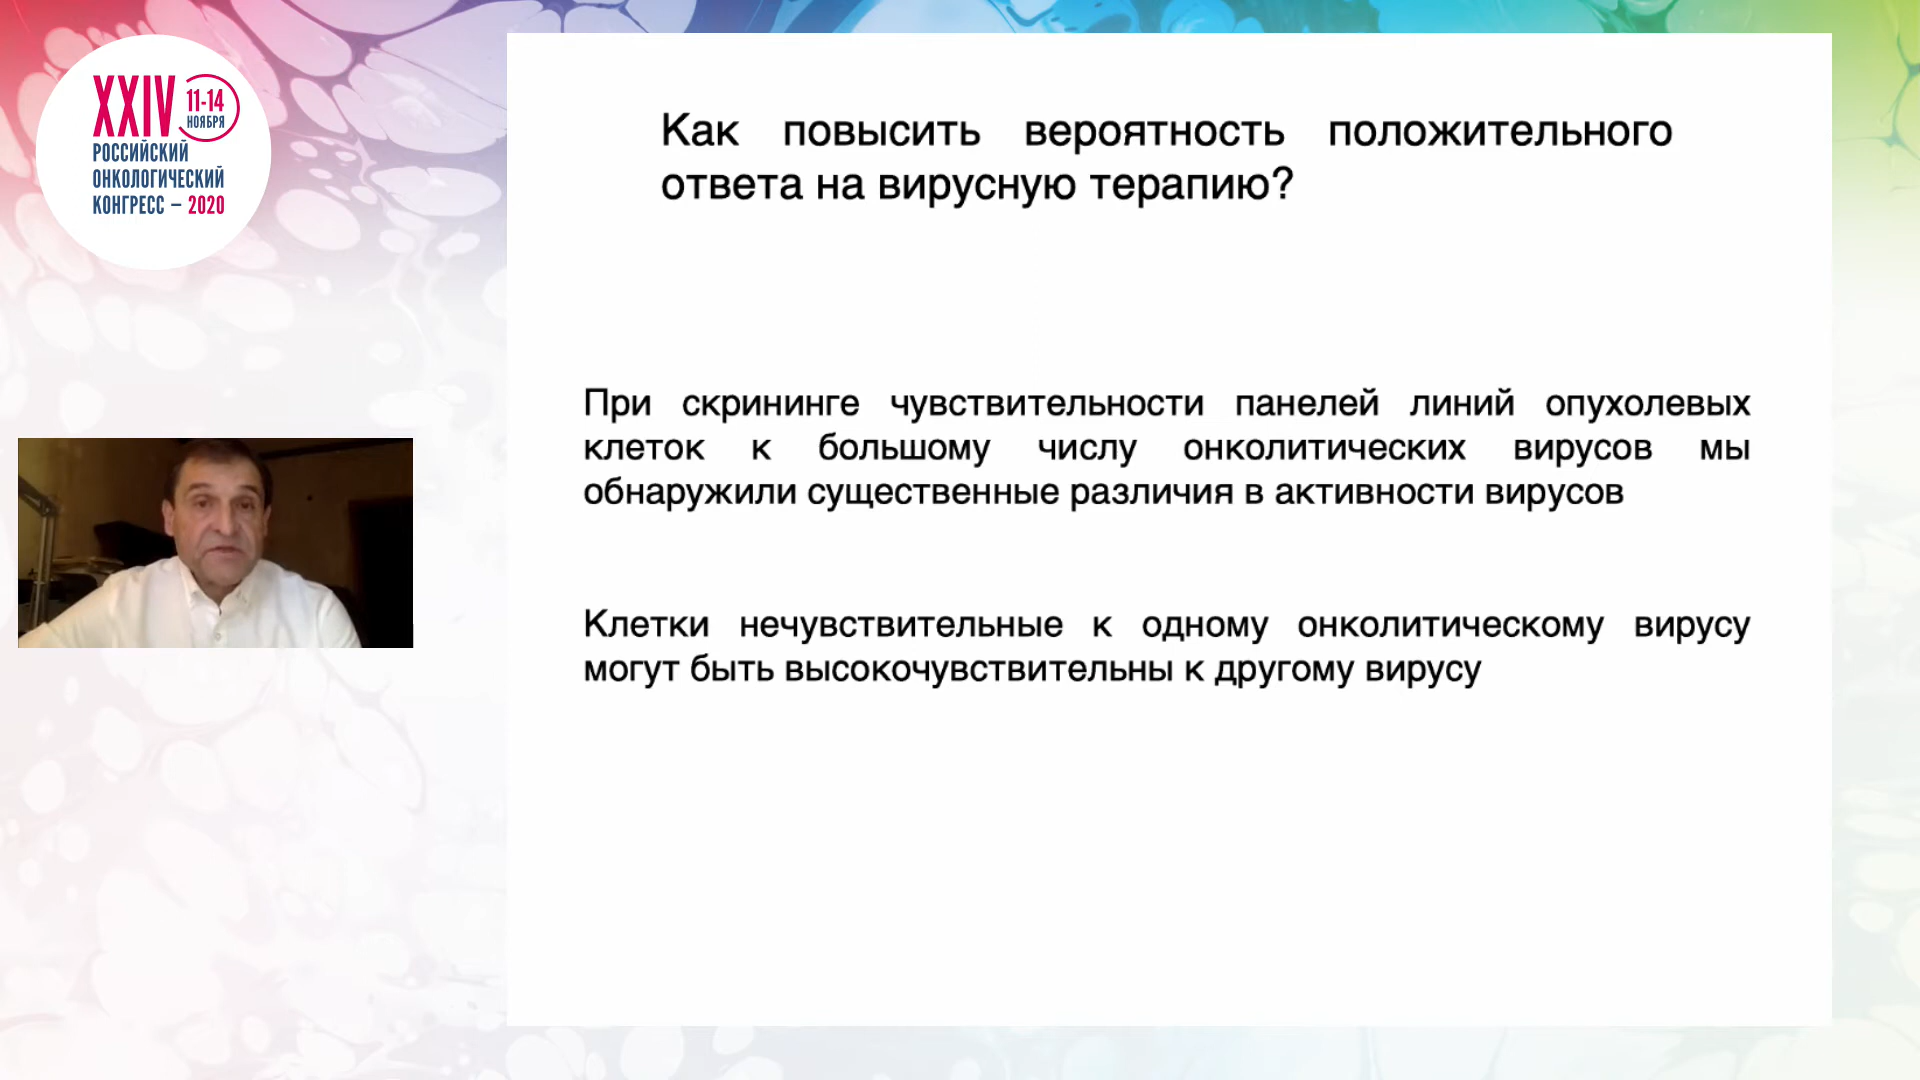 XXIV 11-14
НОЯБРЯ
РОССИЙСКИЙ
ОНКОЛОГИЧЕСКИЙ
КОНГРЕСС – 2020
Как повысить вероятность положительного
ответа на вирусную терапию?
При скрининге чувствительности панелей линий опухолевых
клеток к большому числу онколитических вирусов мы
обнаружили существенные различия в активности вирусов
Клетки нечувствительные к одному онколитическому вирусу
могут быть высокочувствительны к другому вирусу